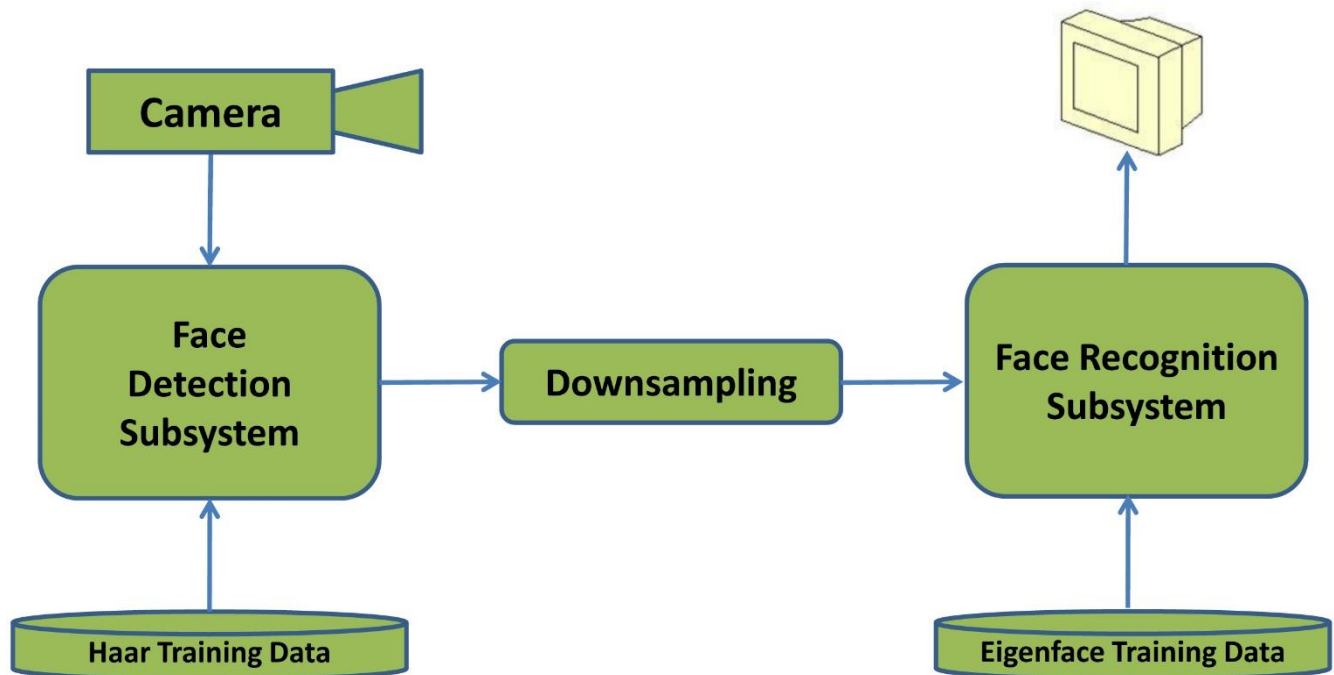 Camera
Face
Detection
Subsystem
Downsampling
Face Recognition
Subsystem
Haar Training Data
Eigenface Training Data